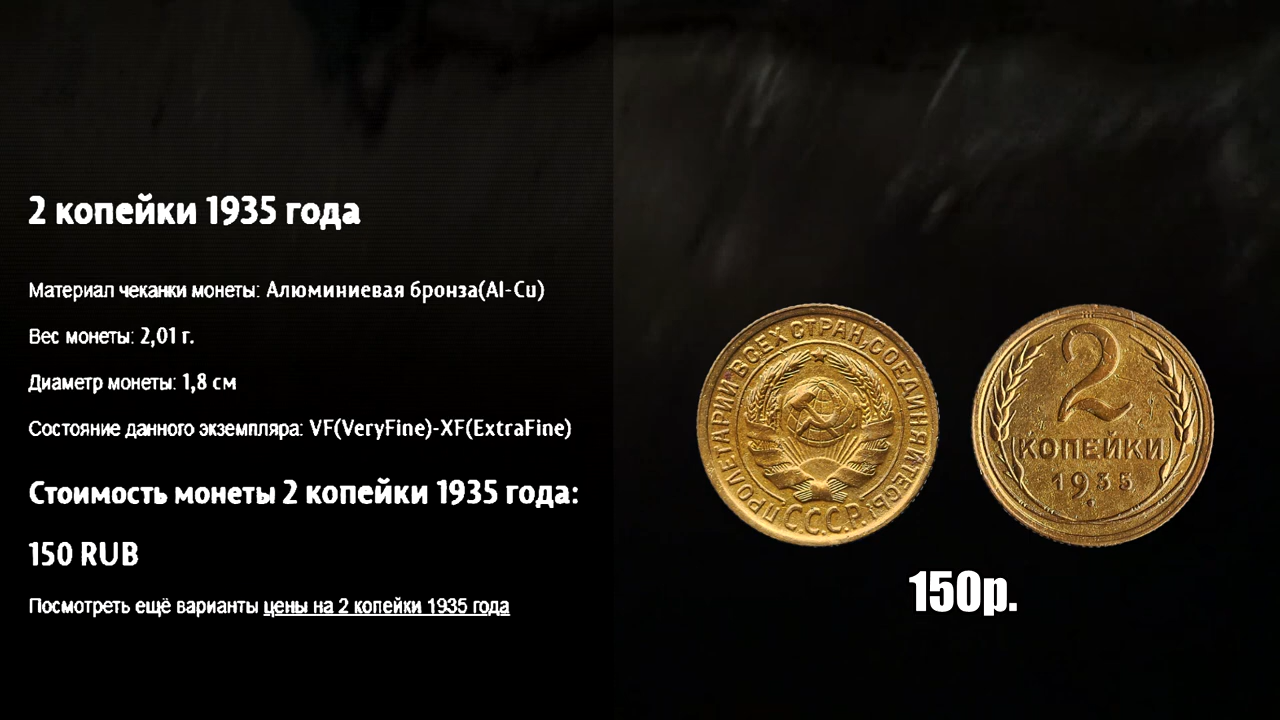 2 копейки 1935 года
Материал чеканки монеты: Алюминиевая бронза(Al-Cu)
Вес монеты: 2,01 г.
Диаметр монеты: 1,8 см
Состояние данного экземпляра: VF(VeryFine)-XF(ExtraFine)
Стоимость монеты 2 копейки 1935 года:
150 RUB
Посмотреть ещё варианты цены на 2 копейки 1935 года
ПРОЛЕТАРИИ ВСЕХ СТРАН, СОЕДИНЯЙТЕСЬ!
С.С.С.Р.
2
КОПЕЙКИ
1935
150р.